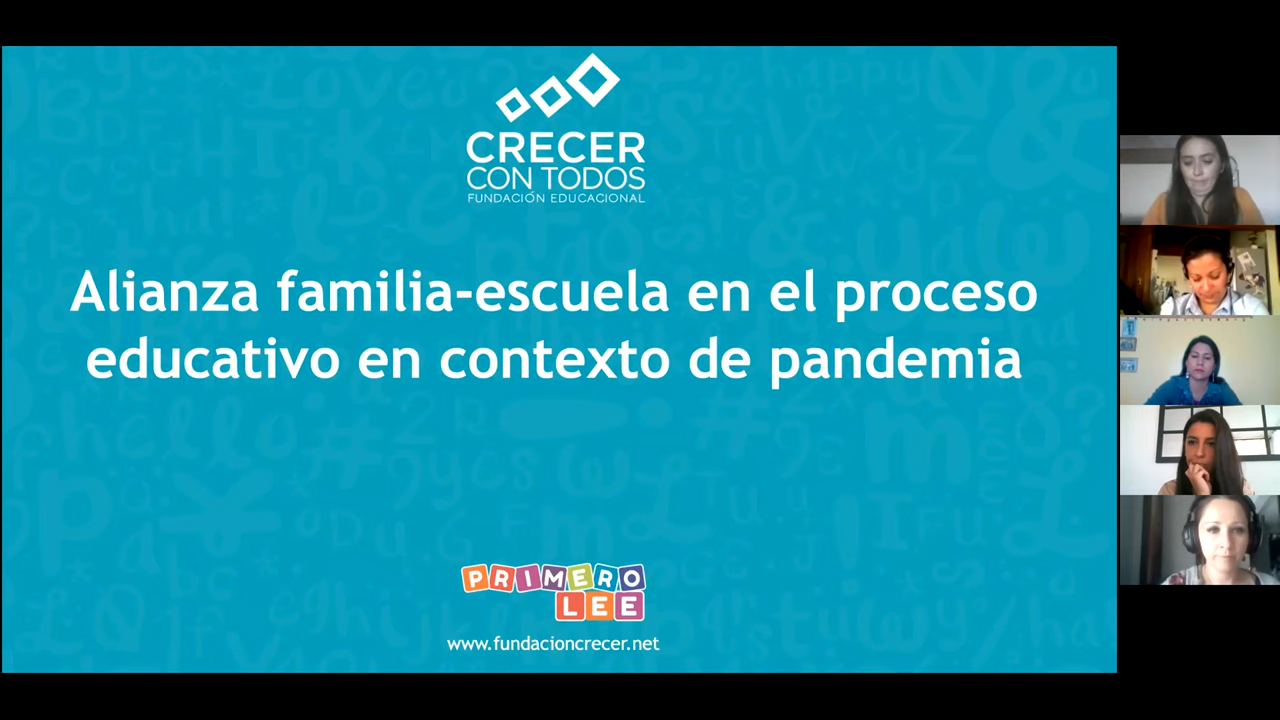 CRECER
CON TODOS
FUNDACIÓN EDUCACIONAL
Alianza familia-escuela en el proceso
educativo en contexto de pandemia
PRIMERO
LEE
www.fundacioncrecer.net